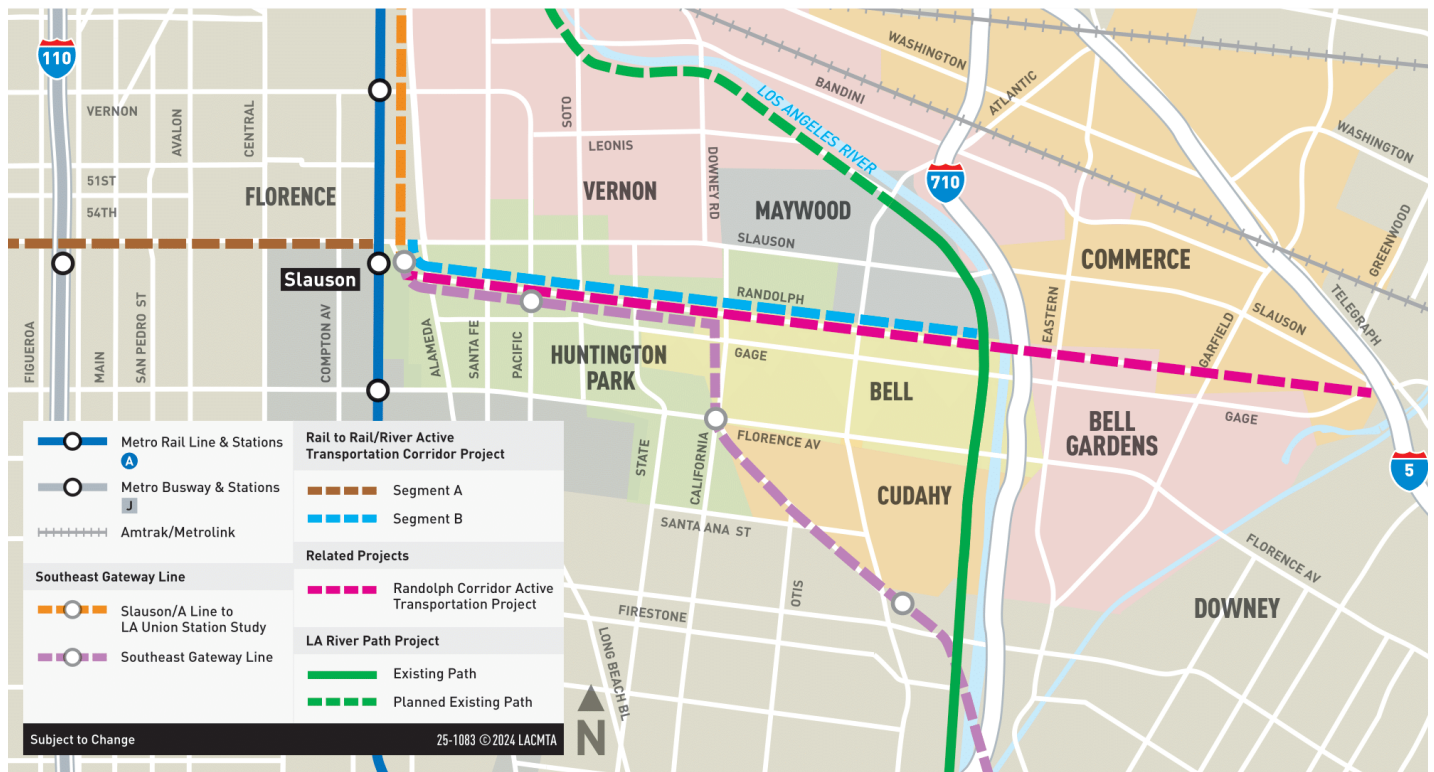 110
WASHINGTON
ATLANTIC
BANDINI
VERNON
AVALON
CENTRAL
SOTO
LOS ANGELES RIVER
WASHINGTON
LEONIS
DOWNEY RD
51ST
54TH
FLORENCE
VERNON
MAYWOOD
710
GREENWOOD
SLAUSON
COMMERCE
Slauson
RANDOLPH
EASTERN
TELEGRAPH
SLAUSON
GARFIELD
FIGUEROA
MAIN
SAN PEDRO ST
COMPTON AV
ALAMEDA
SANTA FE
PACIFIC
HUNTINGTON
PARK
GAGE
BELL
BELL
GARDENS
GAGE
STATE
CALIFORNIA
FLORENCE AV
5
CUDAHY
SANTA ANA ST
FLORENCE AV
OTIS
FIRESTONE
LONG BEACH BL
DOWNEY
N
Metro Rail Line & Stations
A
Metro Busway & Stations
J
Amtrak/Metrolink
Southeast Gateway Line
Slauson/A Line to
LA Union Station Study
Southeast Gateway Line
Rail to Rail/River Active
Transportation Corridor Project
Segment A
Segment B
Related Projects
Randolph Corridor Active
Transportation Project
LA River Path Project
Existing Path
Planned Existing Path
Subject to Change
25-1083 ©2024 LACMTA